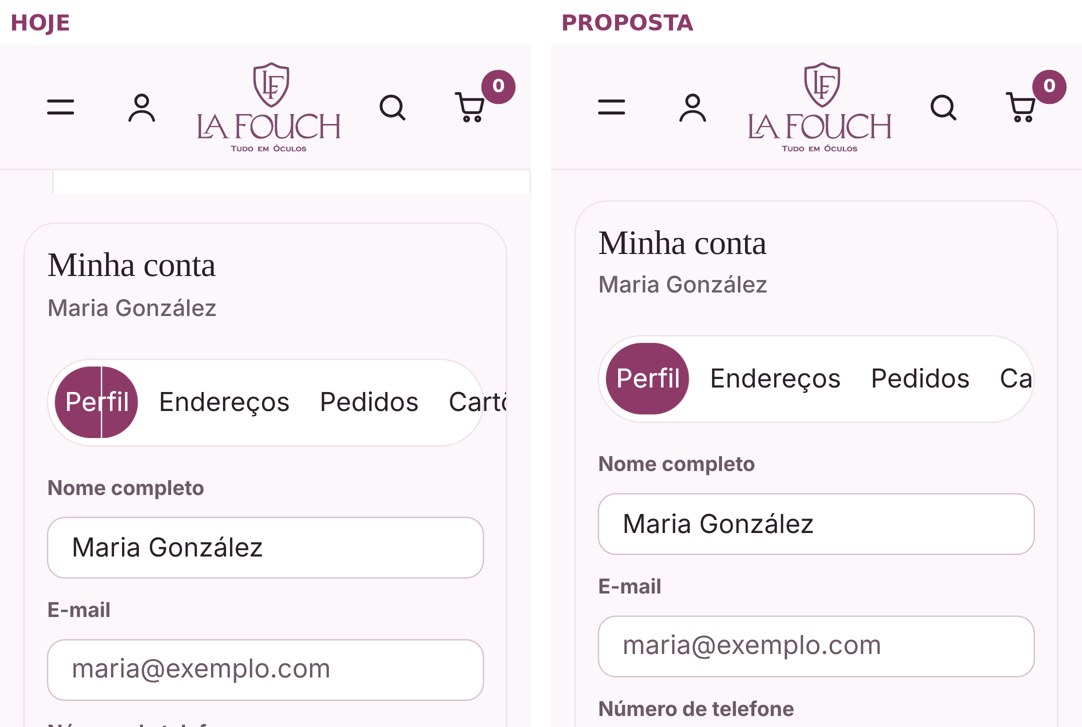 HOJE
LF
LA FOUCH
Tudo em Óculos
0
Minha conta
Maria González
Perfil
Endereços
Pedidos
Cartõ
Nome completo
Maria González
E-mail
maria@exemplo.com
PROPOSTA
LF
LA FOUCH
Tudo em Óculos
0
Minha conta
Maria González
Perfil
Endereços
Pedidos
Ca
Nome completo
Maria González
E-mail
maria@exemplo.com
Número de telefone